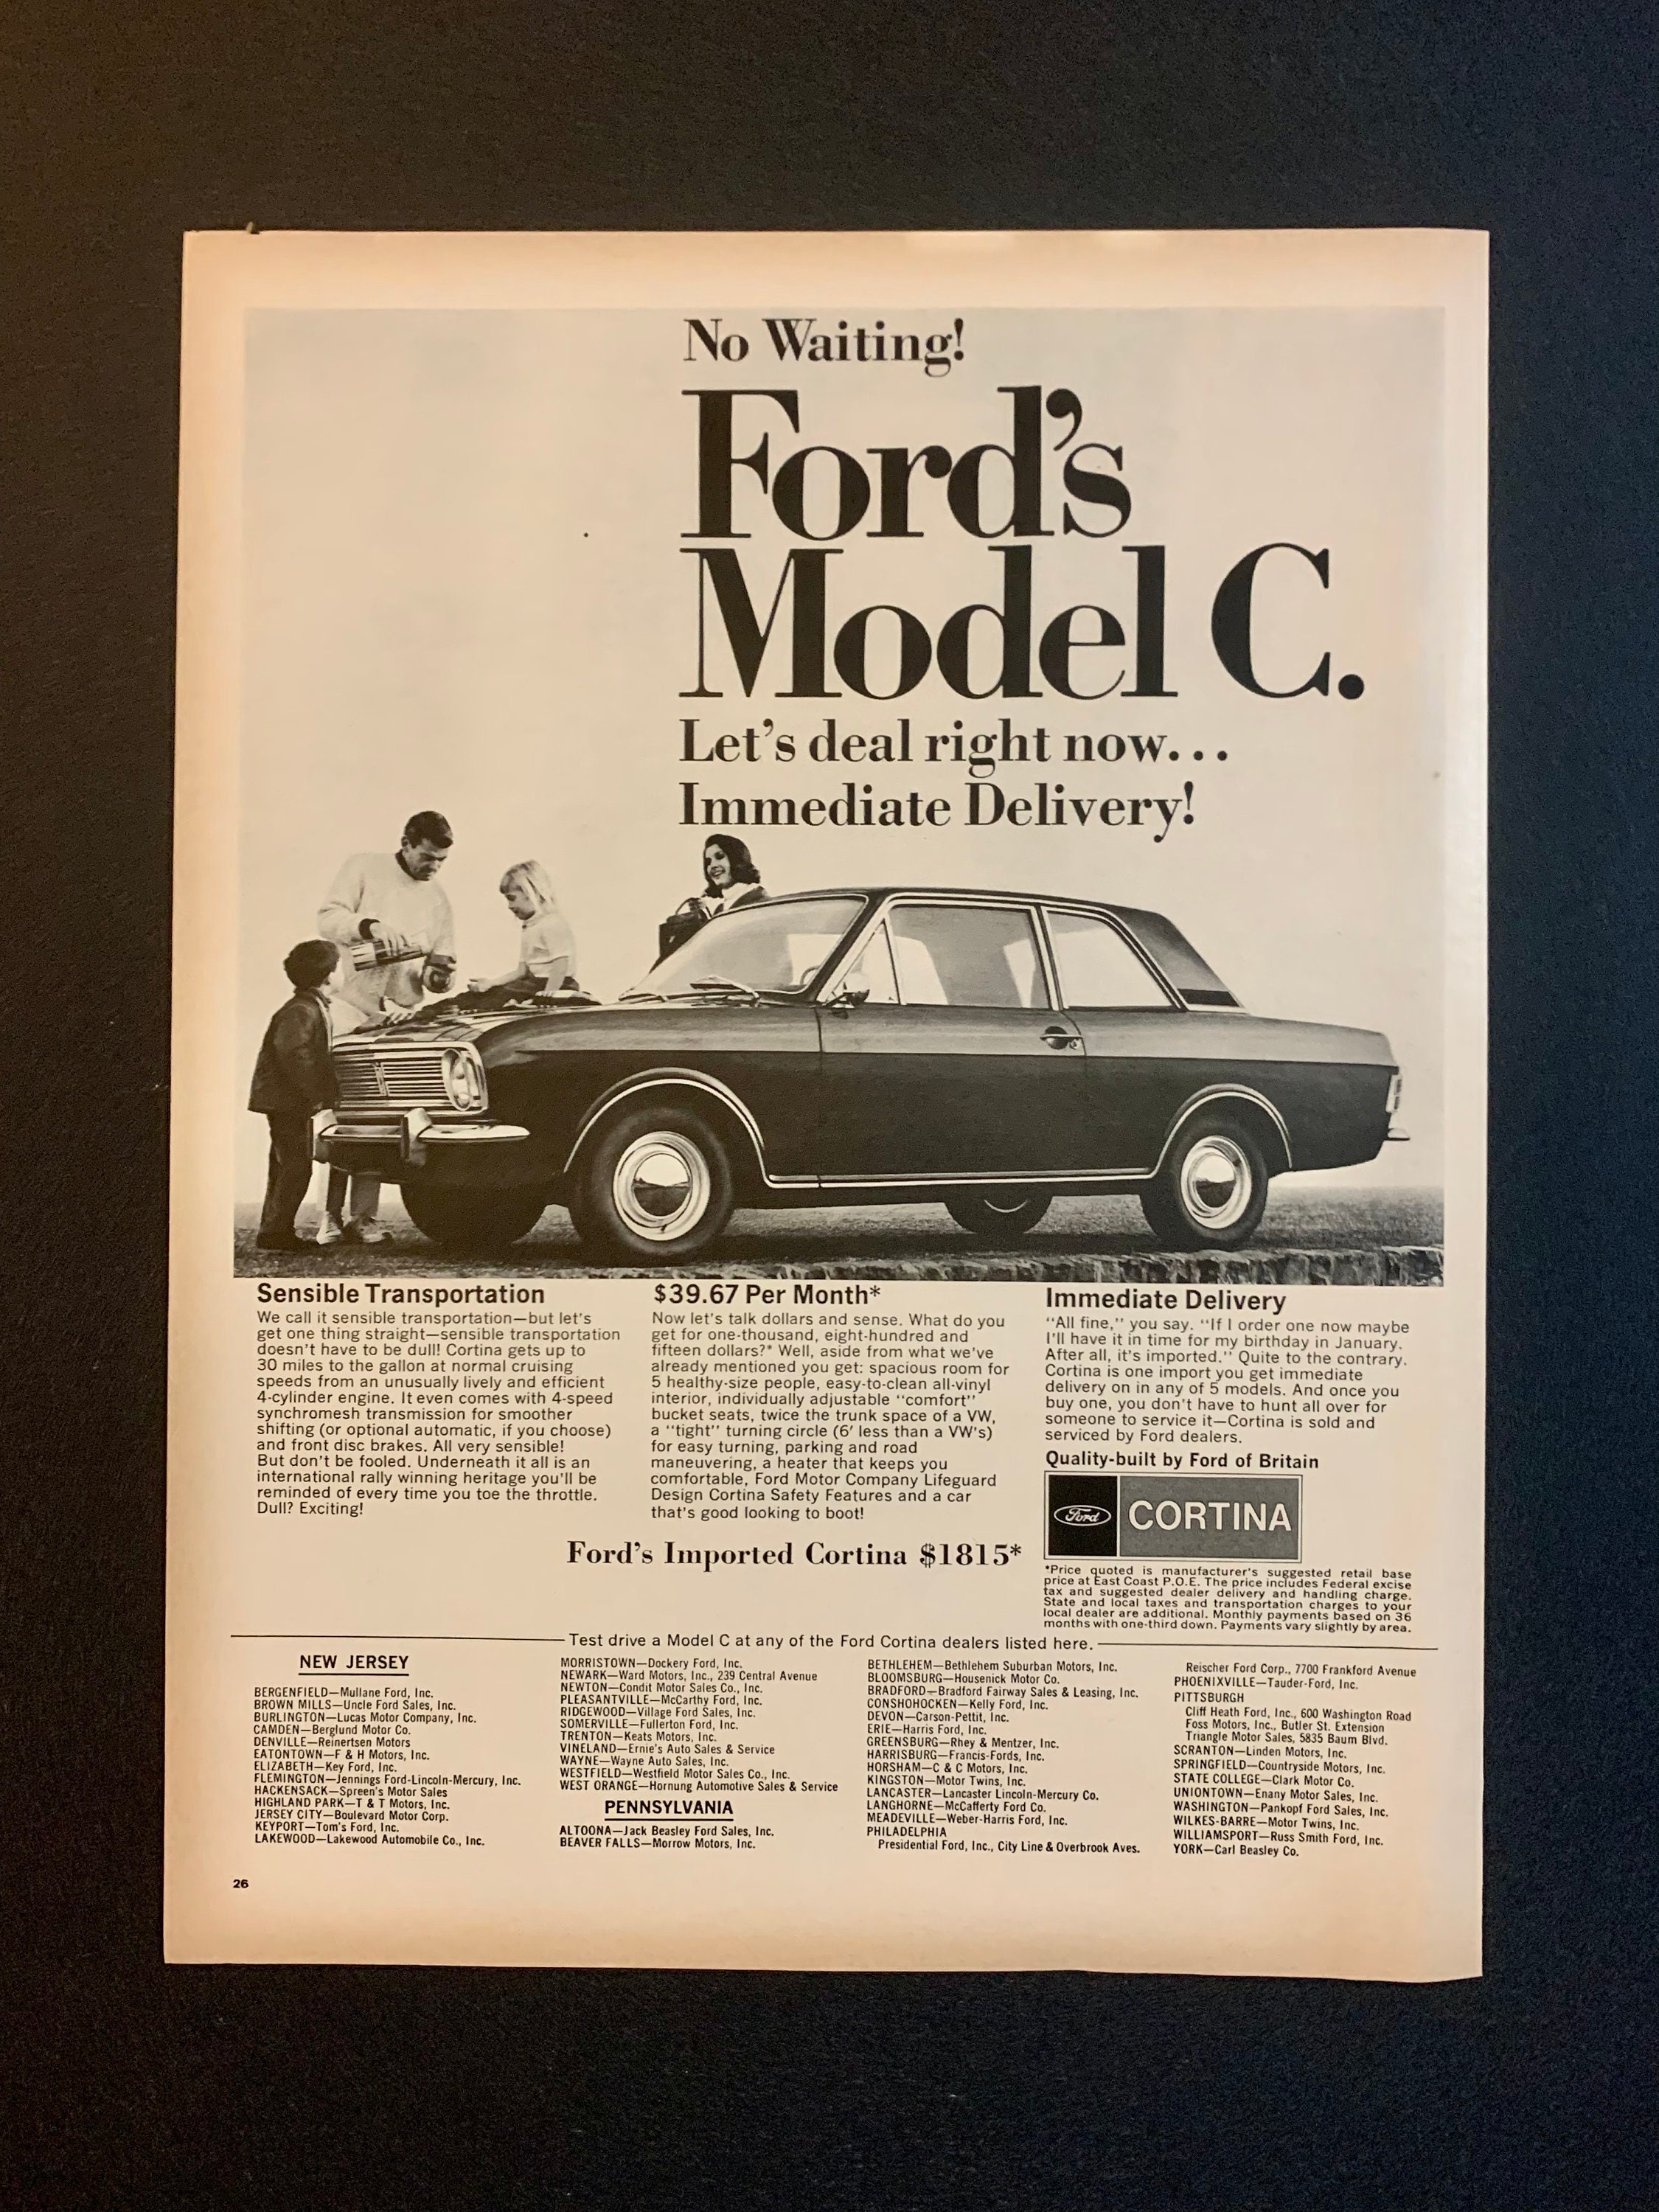 No Waiting!
Ford's
Model C.
Let's deal right now...
Immediate Delivery!
Sensible Transportation
We call it sensible transportation—but let's
get one thing straight—sensible transportation
doesn't have to be dull! Cortina gets up to
30 miles to the gallon at normal cruising
speeds from an unusually lively and efficient
4-cylinder engine. It even comes with 4-speed
synchromesh transmission for smoother
shifting (or optional automatic, if you choose)
and front disc brakes. All very sensible!
But don't be fooled. Underneath it all is an
international rally winning heritage you'll be
reminded of every time you toe the throttle.
Dull? Exciting!
$39.67 Per Month*
Now let's talk dollars and sense. What do you
get for one-thousand, eight-hundred and
fifteen dollars?* Well, aside from what we've
already mentioned you get: spacious room for
5 healthy-size people, easy-to-clean all-vinyl
interior, individually adjustable "comfort"
bucket seats, twice the trunk space of a VW,
a "tight" turning circle (6' less than a VW's)
for easy turning, parking and road
maneuvering, a heater that keeps you
comfortable, Ford Motor Company Lifeguard
Design Cortina Safety Features and a car
that's good looking to boot!
Immediate Delivery
"All fine," you say. "If I order one now maybe
I'll have it in time for my birthday in January.
After all, it's imported." Quite to the contrary.
Cortina is one import you get immediate
delivery on in any of 5 models. And once you
buy one, you don't have to hunt all over for
someone to service it—Cortina is sold and
serviced by Ford dealers.
Quality-built by Ford of Britain
Ford CORTINA
Ford's Imported Cortina $1815*
*Price quoted is manufacturer's suggested retail base
price at East Coast P.O.E. The price includes Federal excise
tax and suggested dealer delivery and handling charge.
State and local taxes and transportation charges to your
local dealer are additional. Monthly payments based on 36
months with one-third down. Payments vary slightly by area.
Test drive a Model C at any of the Ford Cortina dealers listed here.
NEW JERSEY
BERGENFIELD—Mullane Ford, Inc.
BROWN MILLS—Uncle Ford Sales, Inc.
BURLINGTON—Lucas Motor Company, Inc.
CAMDEN—Berglund Motor Co.
DENVILLE—Reinertsen Motors
EATONTOWN—F & H Motors, Inc.
ELIZABETH—Key Ford, Inc.
FLEMINGTON—Jennings Ford-Lincoln-Mercury, Inc.
HACKENSACK—Spreen's Motor Sales
HIGHLAND PARK—T & T Motors, Inc.
JERSEY CITY—Boulevard Motor Corp.
KEYPORT—Tom's Ford, Inc.
LAKEWOOD—Lakewood Automobile Co., Inc.
MORRISTOWN—Dockery Ford, Inc.
NEWARK—Ward Motors, Inc., 239 Central Avenue
NEWTON—Condit Motor Sales Co., Inc.
PLEASANTVILLE—McCarthy Ford, Inc.
RIDGEWOOD—Village Ford Sales, Inc.
SOMERVILLE—Fullerton Ford, Inc.
TRENTON—Keats Motors, Inc.
VINELAND—Ernie's Auto Sales & Service
WAYNE—Wayne Auto Sales, Inc.
WESTFIELD—Westfield Motor Sales Co., Inc.
WEST ORANGE—Hornung Automotive Sales & Service
PENNSYLVANIA
ALTOONA—Jack Beasley Ford Sales, Inc.
BEAVER FALLS—Morrow Motors, Inc.
BETHLEHEM—Bethlehem Suburban Motors, Inc.
BLOOMSBURG—Housenick Motor Co.
BRADFORD—Bradford Fairway Sales & Leasing, Inc.
CONSHOHOCKEN—Kelly Ford, Inc.
DEVON—Carson-Pettit, Inc.
ERIE—Harris Ford, Inc.
GREENSBURG—Rhey & Mentzer, Inc.
HARRISBURG—Francis-Fords, Inc.
HORSHAM—C & C Motors, Inc.
KINGSTON—Motor Twins, Inc.
LANCASTER—Lancaster Lincoln-Mercury Co.
LANGHORNE—McCafferty Ford Co.
MEADEVILLE—Weber-Harris Ford, Inc.
PHILADELPHIA
Presidential Ford, Inc., City Line & Overbrook Aves.
Reischer Ford Corp., 7700 Frankford Avenue
PHOENIXVILLE—Tauder-Ford, Inc.
PITTSBURGH
Cliff Heath Ford, Inc., 600 Washington Road
Foss Motors, Inc., Butler St. Extension
Triangle Motor Sales, 5835 Baum Blvd.
SCRANTON—Linden Motors, Inc.
SPRINGFIELD—Countryside Motors, Inc.
STATE COLLEGE—Clark Motor Co.
UNIONTOWN—Enany Motor Sales, Inc.
WASHINGTON—Pankopf Ford Sales, Inc.
WILKES-BARRE—Motor Twins, Inc.
WILLIAMSPORT—Russ Smith Ford, Inc.
YORK—Carl Beasley Co.
26